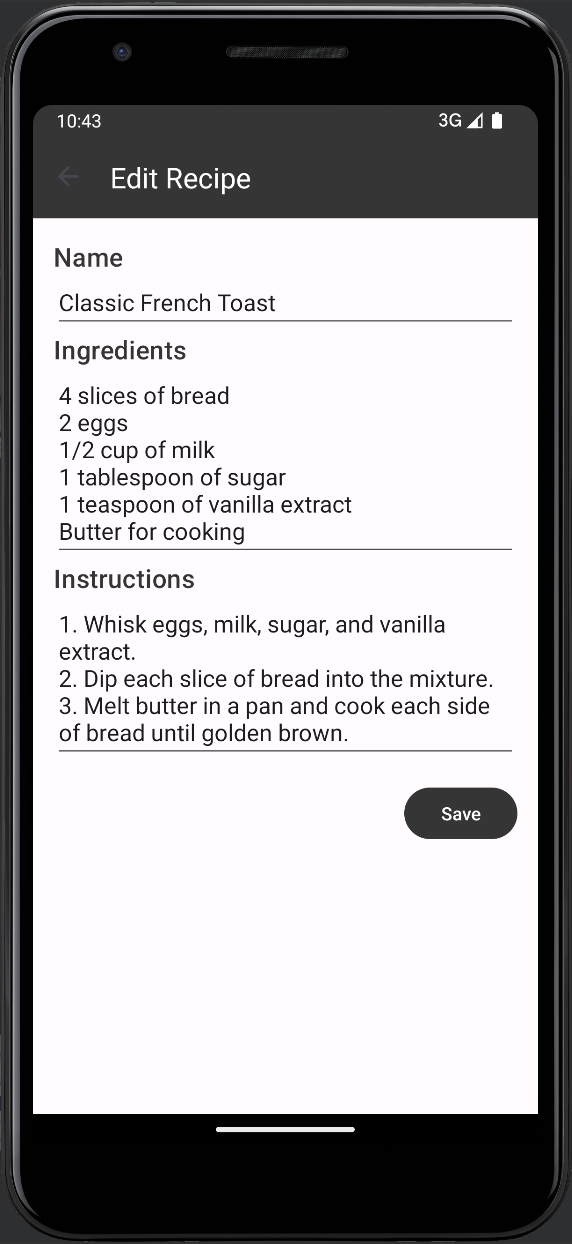 10:43
3G
Edit Recipe
Name
Classic French Toast
Ingredients
4 slices of bread
2 eggs
1/2 cup of milk
1 tablespoon of sugar
1 teaspoon of vanilla extract
Butter for cooking
Instructions
1. Whisk eggs, milk, sugar, and vanilla
extract.
2. Dip each slice of bread into the mixture.
3. Melt butter in a pan and cook each side
of bread until golden brown.
Save